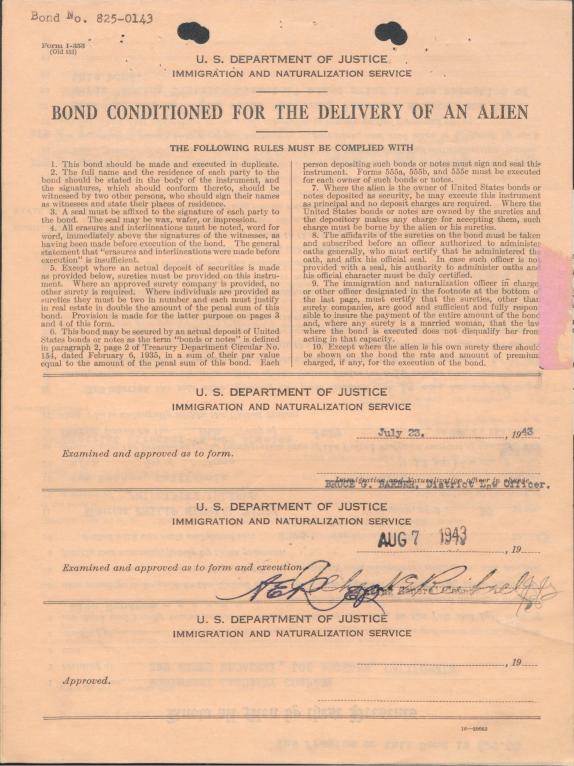 Bond No. 825-0143
Form I-353
(Old 553)
U. S. DEPARTMENT OF JUSTICE
IMMIGRATION AND NATURALIZATION SERVICE
BOND CONDITIONED FOR THE DELIVERY OF AN ALIEN
THE FOLLOWING RULES MUST BE COMPLIED WITH
1. This bond should be made and executed in duplicate.
2. The full name and the residence of each party to the
bond should be stated in the body of the instrument, and
the signatures, which should conform thereto, should be
witnessed by two other persons, who should sign their names
as witnesses and state their places of residence.
3. A seal must be affixed to the signature of each party to
the bond. The seal may be wax, wafer, or impression.
4. All erasures and interlineations must be noted, word for
word, immediately above the signatures of the witnesses, as
having been made before execution of the bond. The general
statement that "erasures and interlineations were made before
execution" is insufficient.
5. Except where an actual deposit of securities is made
as provided below, sureties must be provided on this instru-
ment. Where an approved surety company is provided, no
other surety is required. Where individuals are provided as
sureties they must be two in number and each must justify
in real estate in double the amount of the penal sum of this
bond. Provision is made for the latter purpose on pages 3
and 4 of this form.
6. This bond may be secured by an actual deposit of United
States bonds or notes as the term "bonds or notes" is defined
in paragraph 2, page 2 of Treasury Department Circular No.
154, dated February 6, 1935, in a sum of their par value
equal to the amount of the penal sum of this bond. Each
person depositing such bonds or notes must sign and seal this
instrument. Forms 555a, 555b, and 555c must be executed
for each owner of such bonds or notes.
7. Where the alien is the owner of United States bonds or
notes deposited as security, he may execute this instrument
as principal and no deposit charges are required. Where the
United States bonds or notes are owned by the sureties and
the depository makes any charge for accepting them, such
charge must be borne by the alien or his sureties.
8. The affidavits of the sureties on the bond must be taken
and subscribed before an officer authorized to administer
oaths generally, who must certify that he administered the
oath, and affix his official seal. In case such officer is not
provided with a seal, his authority to administer oaths and
his official character must be duly certified.
9. The immigration and naturalization officer in charge
or other officer designated in the footnote at the bottom o
the last page, must certify that the sureties, other than
surety companies, are good and sufficient and fully respon
sible to insure the payment of the entire amount of the bond
and, where any surety is a married woman, that the law
where the bond is executed does not disqualify her from
acting in that capacity.
10. Except where the alien is his own surety there should
be shown on the bond the rate and amount of premium
charged, if any, for the execution of the bond.
U. S. DEPARTMENT OF JUSTICE
IMMIGRATION AND NATURALIZATION SERVICE
July 23, , 1943
Examined and approved as to form.
Immigration and Naturalization officer in charge
BRUCE G. BARBER, District Law Officer.
U. S. DEPARTMENT OF JUSTICE
IMMIGRATION AND NATURALIZATION SERVICE
AUG 7 1943
, 19
Examined and approved as to form and execution.
U. S. DEPARTMENT OF JUSTICE
IMMIGRATION AND NATURALIZATION SERVICE
, 19
Approved.